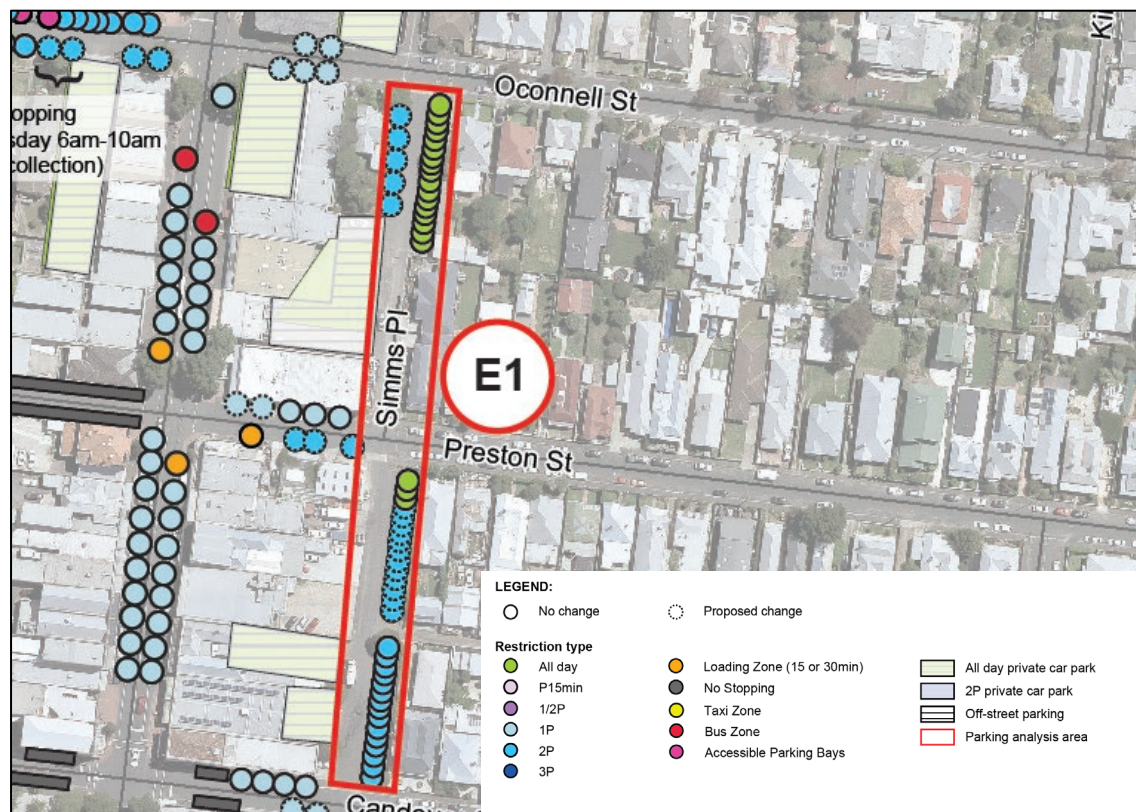 Oconnell St
opping
sday 6am-10am
collection)
Simms Pl
E1
Preston St
LEGEND:
No change
Proposed change
Restriction type
All day
P15min
1/2P
1P
2P
3P
Loading Zone (15 or 30min)
No Stopping
Taxi Zone
Bus Zone
Accessible Parking Bays
All day private car park
2P private car park
Off-street parking
Parking analysis area